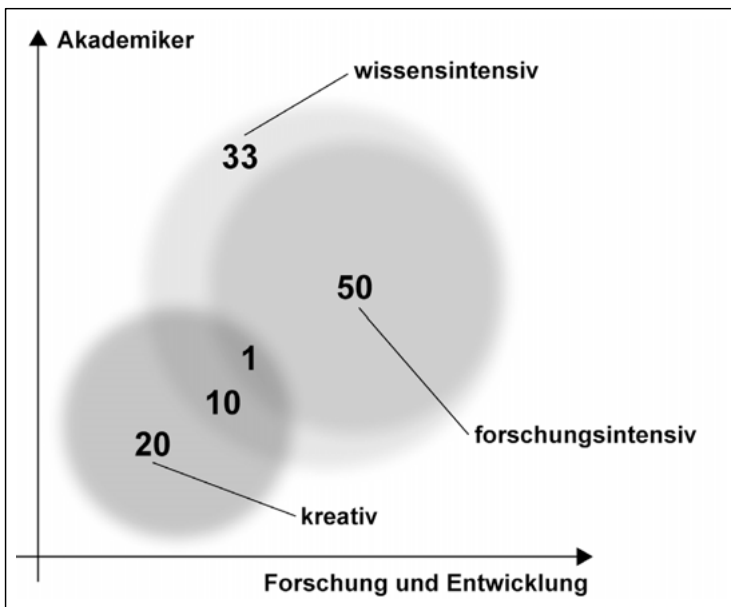 Akademiker
wissensintensiv
33
50
1
10
20
forschungsintensiv
kreativ
Forschung und Entwicklung